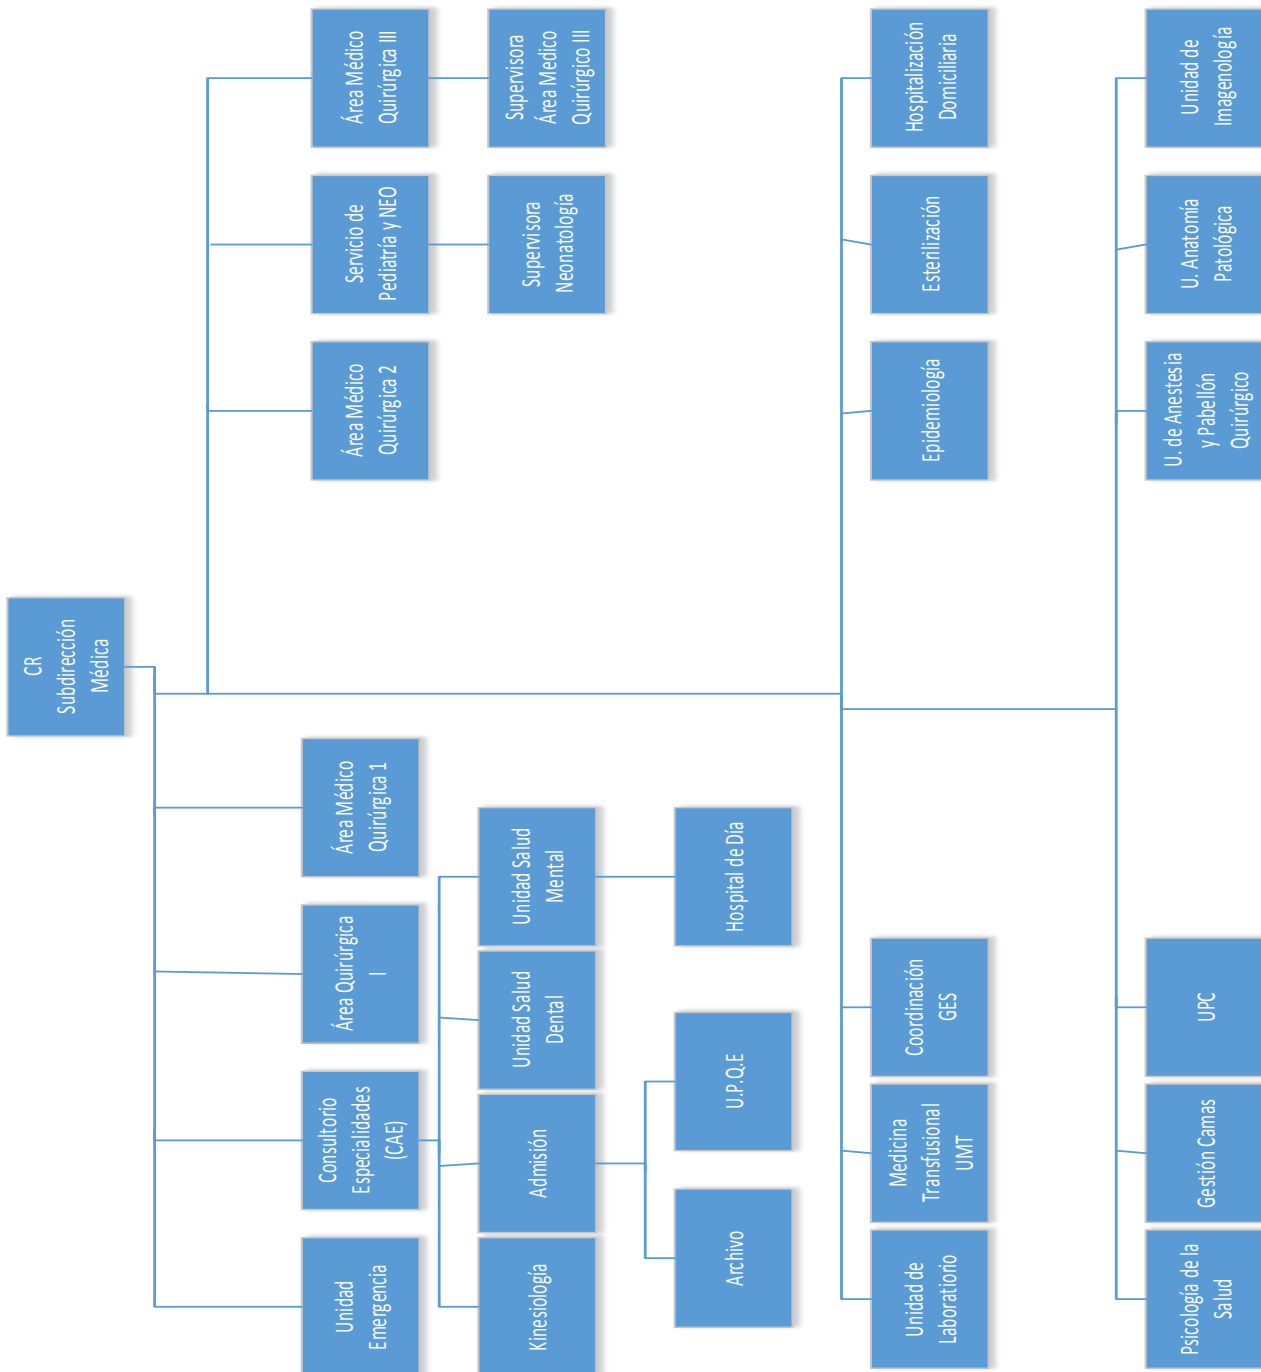 CR
Subdirección
Médica
Unidad
Emergencia
Consultorio
Especialidades
(CAE)
Área Quirúrgica
I
Área Médico
Quirúrgica 1
Área Médico
Quirúrgica 2
Servicio de
Pediatría y NEO
Área Médico
Quirúrgica III
Kinesiología
Admisión
Unidad Salud
Dental
Unidad Salud
Mental
Supervisora
Neonatología
Supervisora
Área Medico
Quirúrgico III
Archivo
U.P.Q.E
Hospital de Día
Unidad de
Laboratorio
Medicina
Transfusional
UMT
Coordinación
GES
Epidemiología
Esterilización
Hospitalización
Domiciliaria
Psicología de la
Salud
Gestión Camas
UPC
U. de Anestesia
y Pabellón
Quirúrgico
U. Anatomía
Patológica
Unidad de
Imagenología